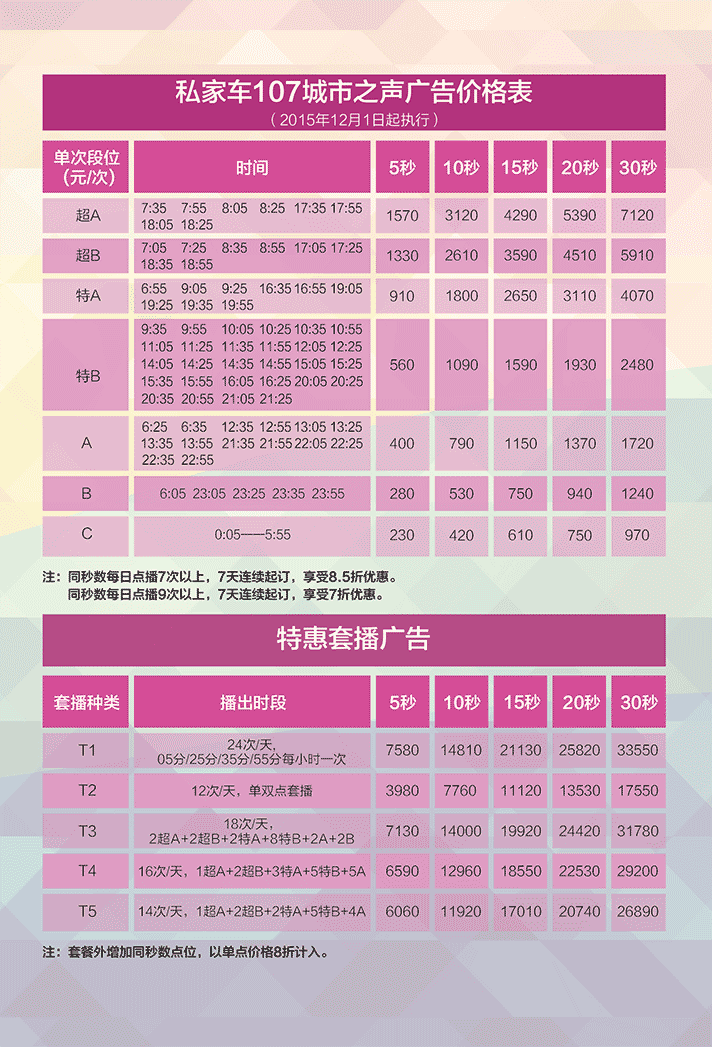 私家车107城市之声广告价格表
（2015年12月1日起执行）
单次段位（元/次） 时间 5秒 10秒 15秒 20秒 30秒
超A 7:35 7:55 8:05 8:25 17:35 17:55 1570 3120 4290 5390 7120
18:05 18:25
超B 7:05 7:25 8:35 8:55 17:05 17:25 1330 2610 3590 4510 5910
18:35 18:55
特A 6:55 9:05 9:25 16:35 16:55 19:05 910 1800 2650 3110 4070
19:25 19:35 19:55
特B 9:35 9:55 10:05 10:25 10:35 10:55 560 1090 1590 1930 2480
11:05 11:25 11:35 11:55 12:05 12:25
14:05 14:25 14:35 14:55 15:05 15:25
15:35 15:55 16:05 16:25 20:05 20:25
20:35 20:55 21:05 21:25
A 6:25 6:35 12:35 12:55 13:05 13:25 400 790 1150 1370 1720
13:35 13:55 21:35 21:55 22:05 22:25
22:35 22:55
B 6:05 23:05 23:25 23:35 23:55 280 530 750 940 1240
C 0:05——5:55 230 420 610 750 970
注：同秒数每日点播7次以上，7天连续起订，享受8.5折优惠。
同秒数每日点播9次以上，7天连续起订，享受7折优惠。
特惠套播广告
套播种类 播出时段 5秒 10秒 15秒 20秒 30秒
T1 24次/天， 7580 14810 21130 25820 33550
05分/25分/35分/55分每小时一次
T2 12次/天，单双点套播 3980 7760 11120 13530 17550
T3 18次/天， 7130 14000 19920 24420 31780
2超A+2超B+2特A+8特B+2A+2B
T4 16次/天，1超A+2超B+3特A+5特B+5A 6590 12960 18550 22530 29200
T5 14次/天，1超A+2超B+2特A+5特B+4A 6060 11920 17010 20740 26890
注：套餐外增加同秒数点位，以单点价格8折计入。